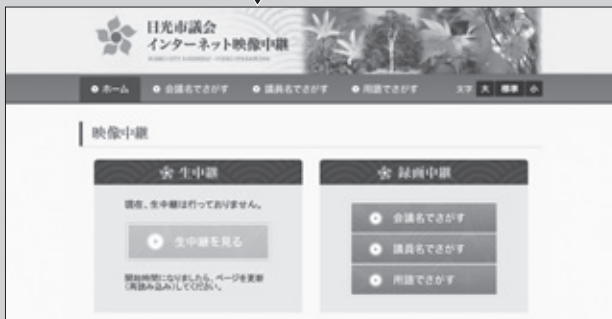 日光市議会
インターネット映像中継
ホーム
会議名でさがす
議員名でさがす
用語でさがす
文字 大 標準 小
映像中継
生中継
現在、生中継は行っておりません。
生中継を見る
開始時間になりましたら、ページを更新
(再読み込み)してください。
録画中継
会議名でさがす
議員名でさがす
用語でさがす